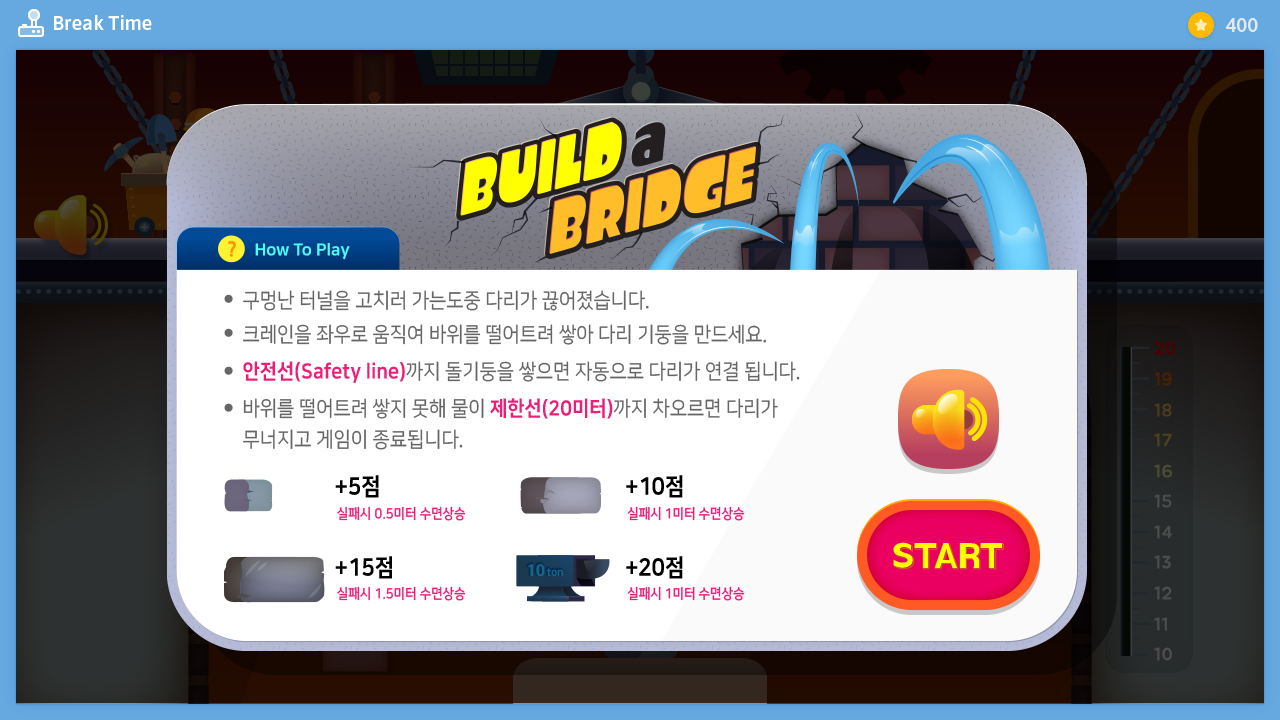 Break Time
400
BUILD a
BRIDGE
? How To Play
• 구멍난 터널을 고치러 가는도중 다리가 끊어졌습니다.
• 크레인을 좌우로 움직여 바위를 떨어트려 쌓아 다리 기둥을 만드세요.
• 안전선(Safety line)까지 돌기둥을 쌓으면 자동으로 다리가 연결 됩니다.
• 바위를 떨어트려 쌓지 못해 물이 제한선(20미터)까지 차오르면 다리가
무너지고 게임이 종료됩니다.
+5점
실패시 0.5미터 수면상승
+10점
실패시 1미터 수면상승
+15점
실패시 1.5미터 수면상승
10 ton
+20점
실패시 1미터 수면상승
START
20
19
18
17
16
15
14
13
12
11
10